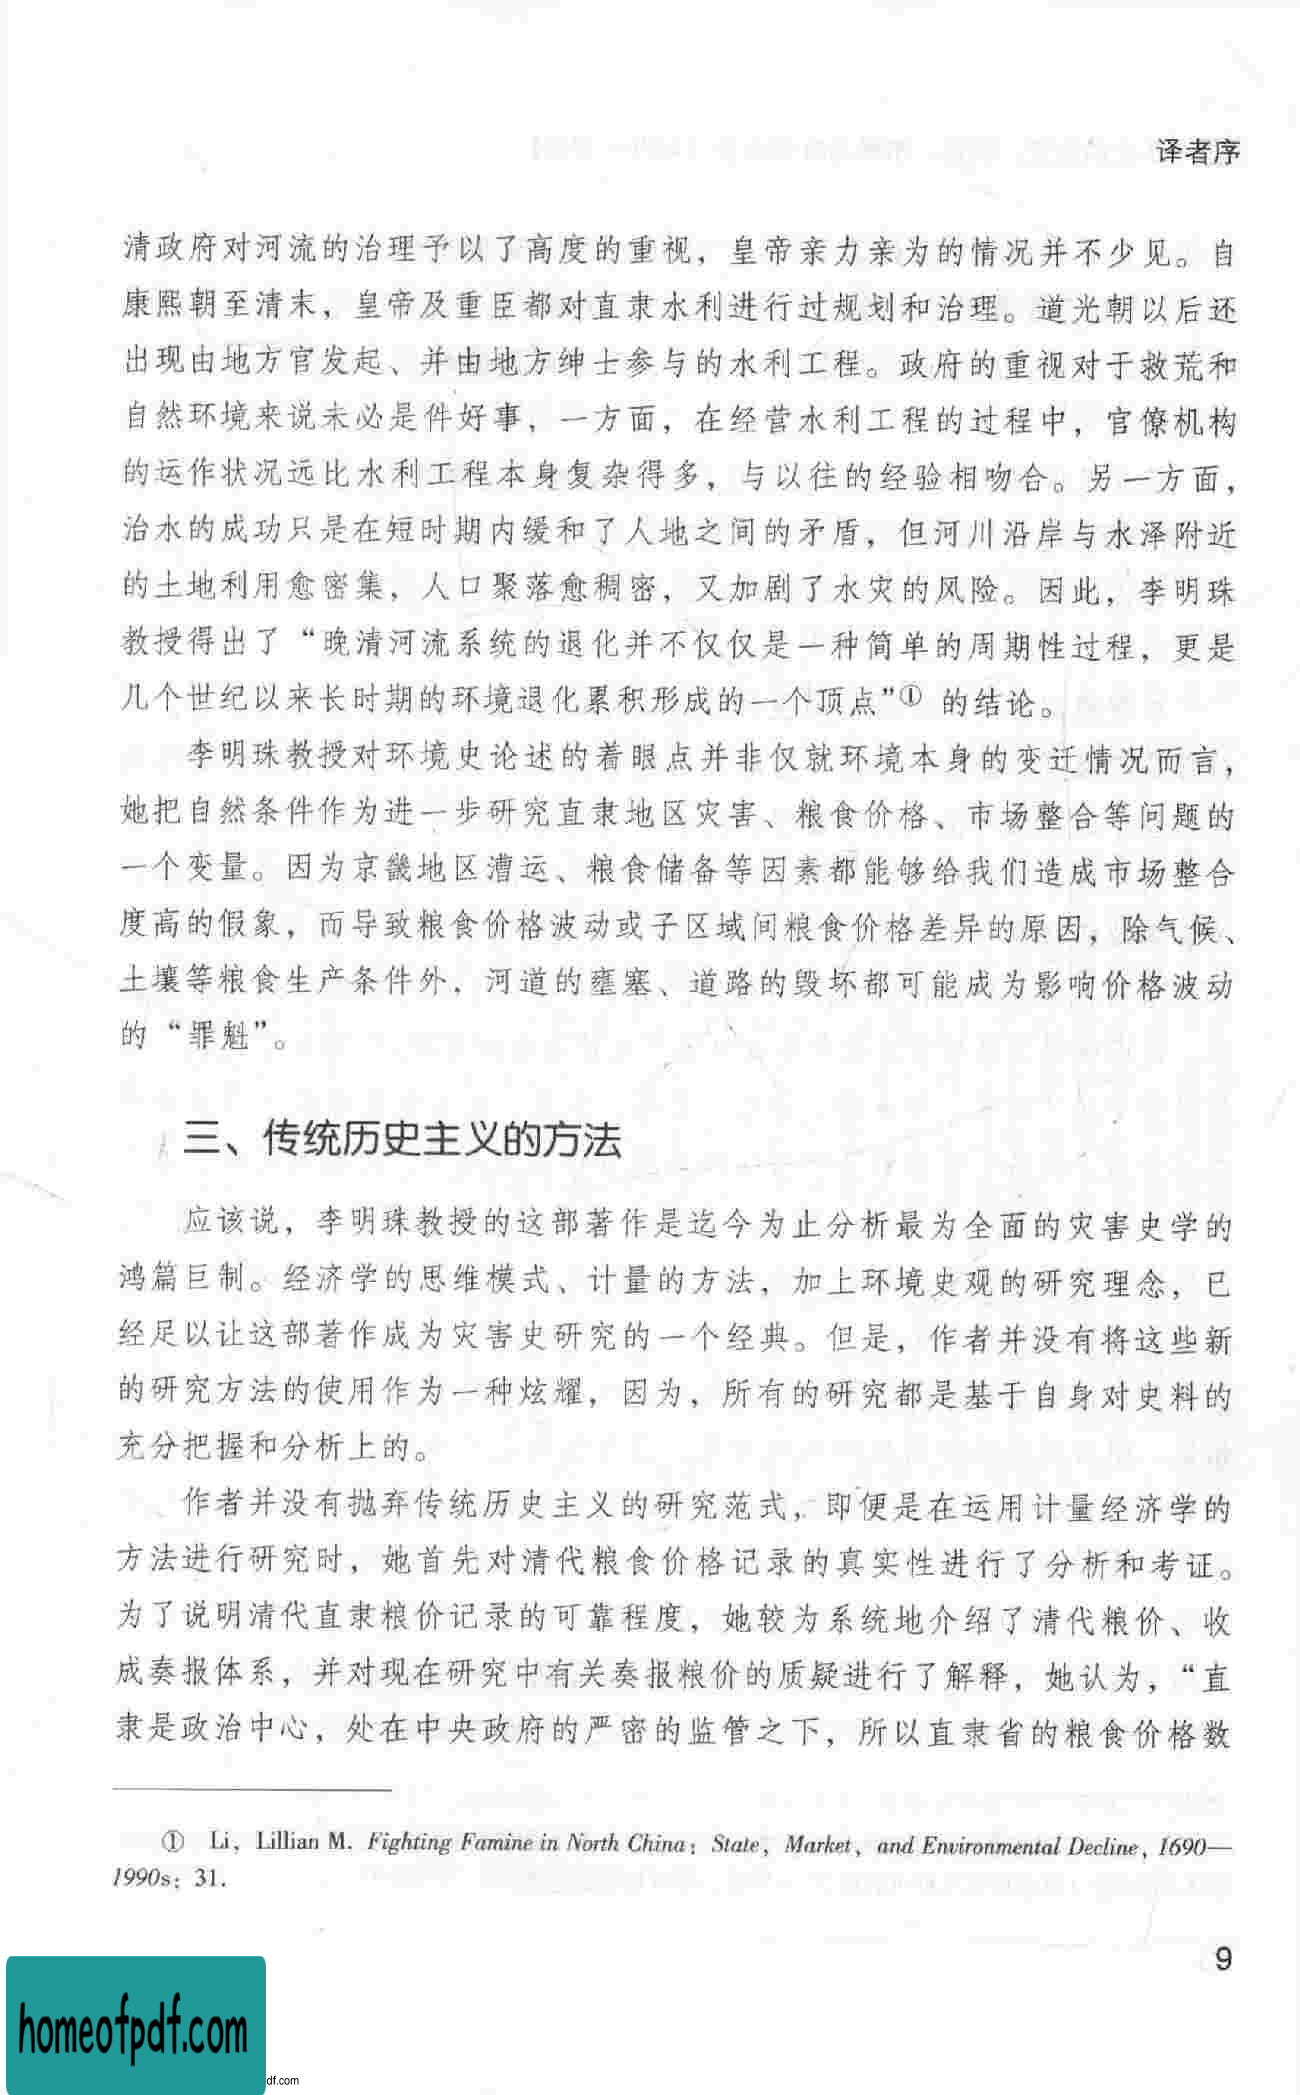 译者序
清政府对河流的治理予以了高度的重视，皇帝亲力亲为的情况并不少见。自
康熙朝至清末，皇帝及重臣都对直隶水利进行过规划和治理。道光朝以后还
出现由地方官发起、并由地方绅士参与的水利工程。政府的重视对于救荒和
自然环境来说未必是件好事，一方面，在经营水利工程的过程中，官僚机构
的运作状况远比水利工程本身复杂得多，与以往的经验相吻合。另一方面，
治水的成功只是在短时期内缓和了人地之间的矛盾，但河川沿岸与水泽附近
的土地利用愈密集，人口聚落愈稠密，又加剧了水灾的风险。因此，李明珠
教授得出了“晚清河流系统的退化并不仅仅是一种简单的周期性过程，更是
几个世纪以来长时期的环境退化累积形成的一个顶点”① 的结论。
李明珠教授对环境史论述的着眼点并非仅就环境本身的变迁情况而言，
她把自然条件作为进一步研究直隶地区灾害、粮食价格、市场整合等问题的
一个变量。因为京畿地区漕运、粮食储备等因素都能够给我们造成市场整合
度高的假象，而导致粮食价格波动或子区域间粮食价格差异的原因，除气候、
土壤等粮食生产条件外，河道的壅塞、道路的毁坏都可能成为影响价格波动
的“罪魁”。
三、传统历史主义的方法
应该说，李明珠教授的这部著作是迄今为止分析最为全面的灾害史学的
鸿篇巨制。经济学的思维模式、计量的方法，加上环境史观的研究理念，已
经足以让这部著作成为灾害史研究的一个经典。但是，作者并没有将这些新
的研究方法的使用作为一种炫耀，因为，所有的研究都是基于自身对史料的
充分把握和分析上的。
作者并没有抛弃传统历史主义的研究范式，即便是在运用计量经济学的
方法进行研究时，她首先对清代粮食价格记录的真实性进行了分析和考证。
为了说明清代直隶粮价记录的可靠程度，她较为系统地介绍了清代粮价、收
成奏报体系，并对现在研究中有关奏报粮价的质疑进行了解释，她认为，“直
隶是政治中心，处在中央政府的严密的监管之下，所以直隶省的粮食价格数
① Li, Lillian M. Fighting Famine in North China: State, Market, and Environmental Decline, 1690—
1990s: 31.
9
homeofpdf.com
df.com